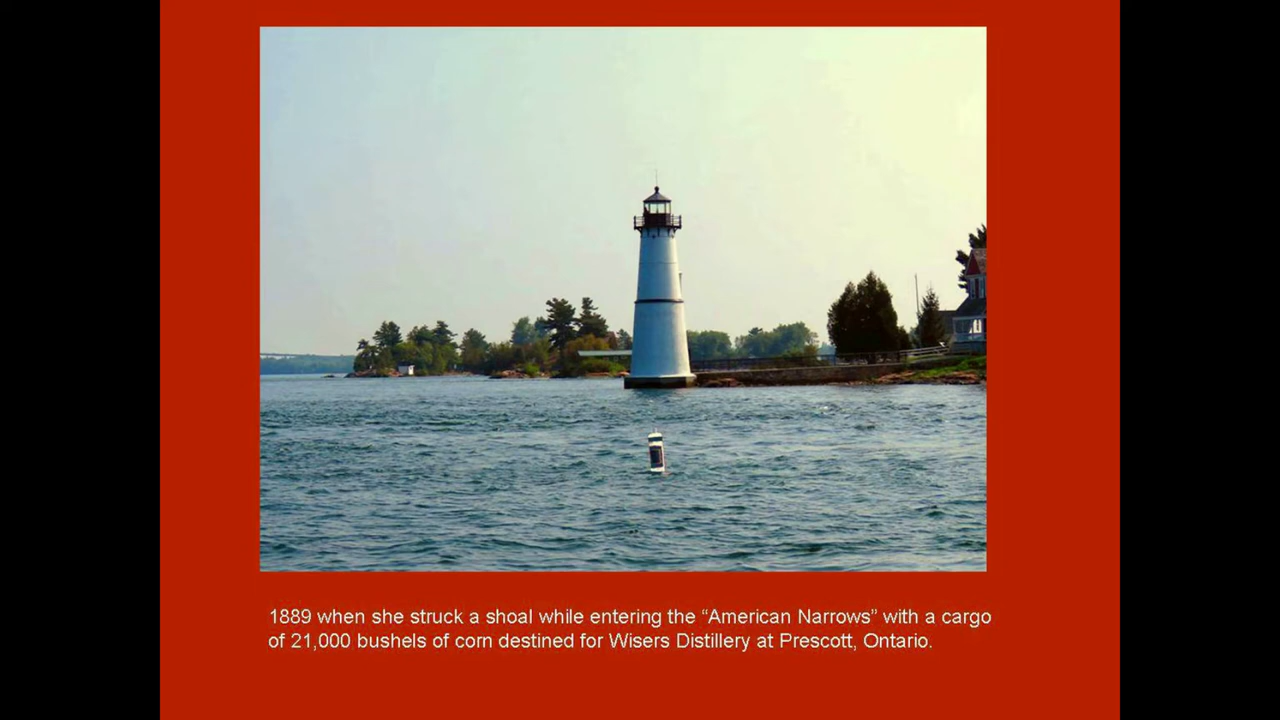 1889 when she struck a shoal while entering the “American Narrows” with a cargo
of 21,000 bushels of corn destined for Wisers Distillery at Prescott, Ontario.